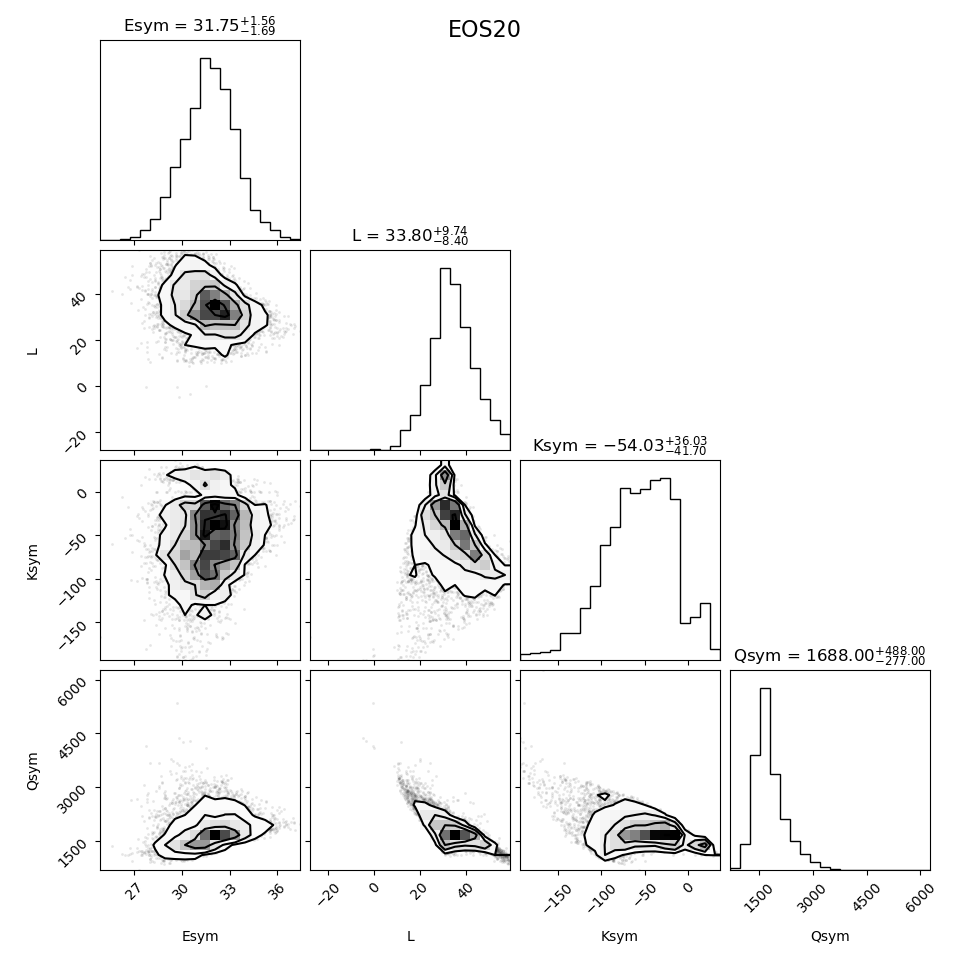 EOS20
Esym = 31.75+1.56−1.69
L = 33.80+9.74−8.40
L
40
20
0
−20
Ksym = −54.03+36.03−41.70
Ksym
0
−50
−100
−150
Qsym = 1688.00+488.00−277.00
Qsym
6000
4500
3000
1500
27 30 33 36
−20 0 20 40
−150 −100 −50 0
1500 3000 4500 6000
Esym L Ksym Qsym